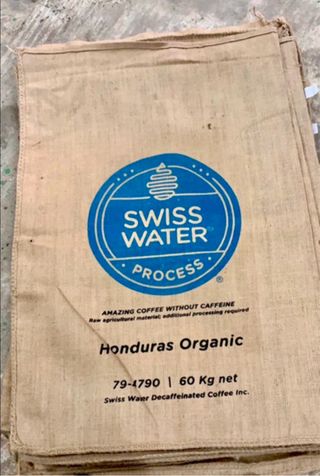 SWISS
WATER
PROCESS
®
AMAZING COFFEE WITHOUT CAFFEINE
Raw agricultural material; additional processing required
Honduras Organic
79-4790 | 60 Kg net
Swiss Water Decaffeinated Coffee Inc.